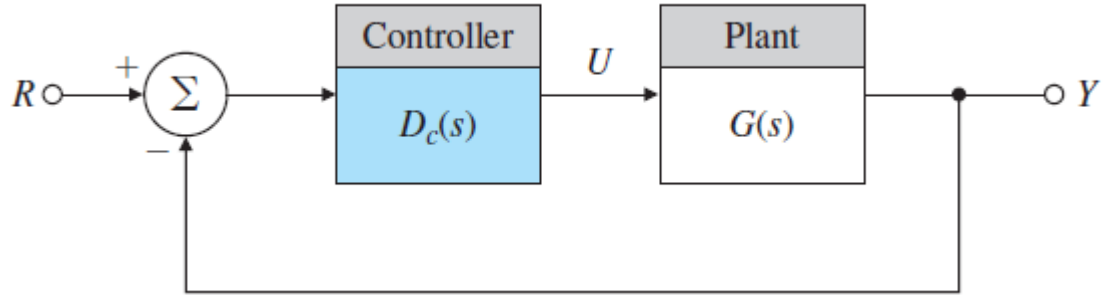 Controller
Plant
R
+
Σ
U
Y
D_c(s)
G(s)
−